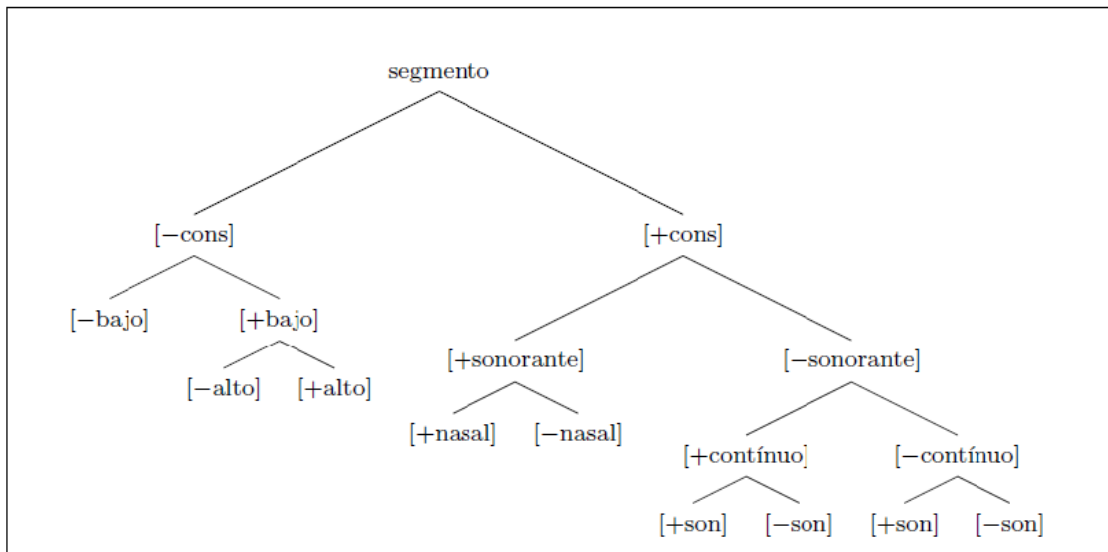 segmento
[−cons] [+cons]
[−bajo] [+bajo]
[+sonorante] [−sonorante]
[−alto] [+alto]
[+nasal] [−nasal]
[+contínuo] [−contínuo]
[+son] [−son] [+son] [−son]